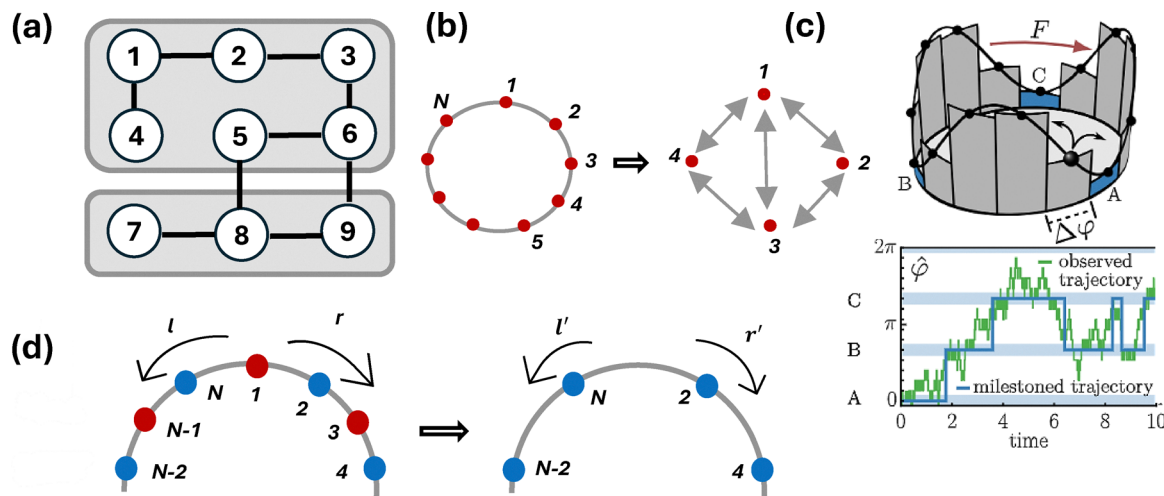 (a)
1 2 3
4 5 6
7 8 9
(b)
N 1 2 3 4 5
1
4 2
3
(c)
F
C
B
A
Δφ
2π
φ̂
observed
trajectory
C
π
B
milestoned trajectory
A
0
0 2 4 6 8 10
time
(d)
l r
N 1 2
N-1 3
N-2 4
l' r'
N 2
N-2 4